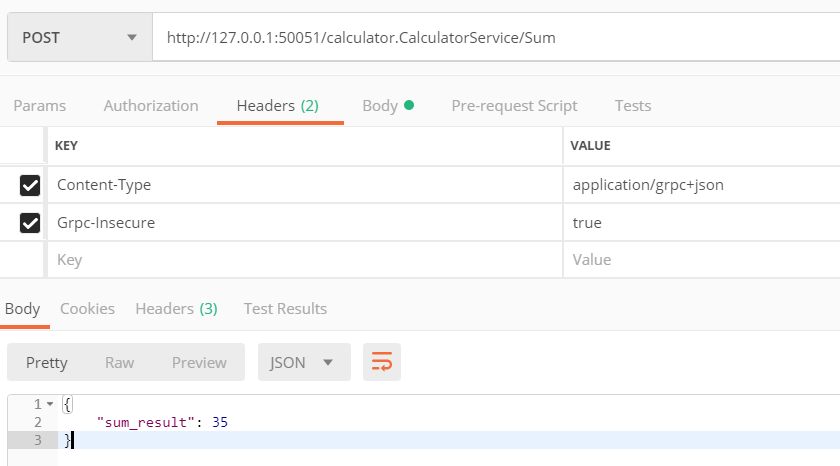 POST http://127.0.0.1:50051/calculator.CalculatorService/Sum
Params Authorization Headers (2) Body Pre-request Script Tests
KEY VALUE
Content-Type application/grpc+json
Grpc-Insecure true
Key Value
Body Cookies Headers (3) Test Results
Pretty Raw Preview JSON
1 {
2 "sum_result": 35
3 }